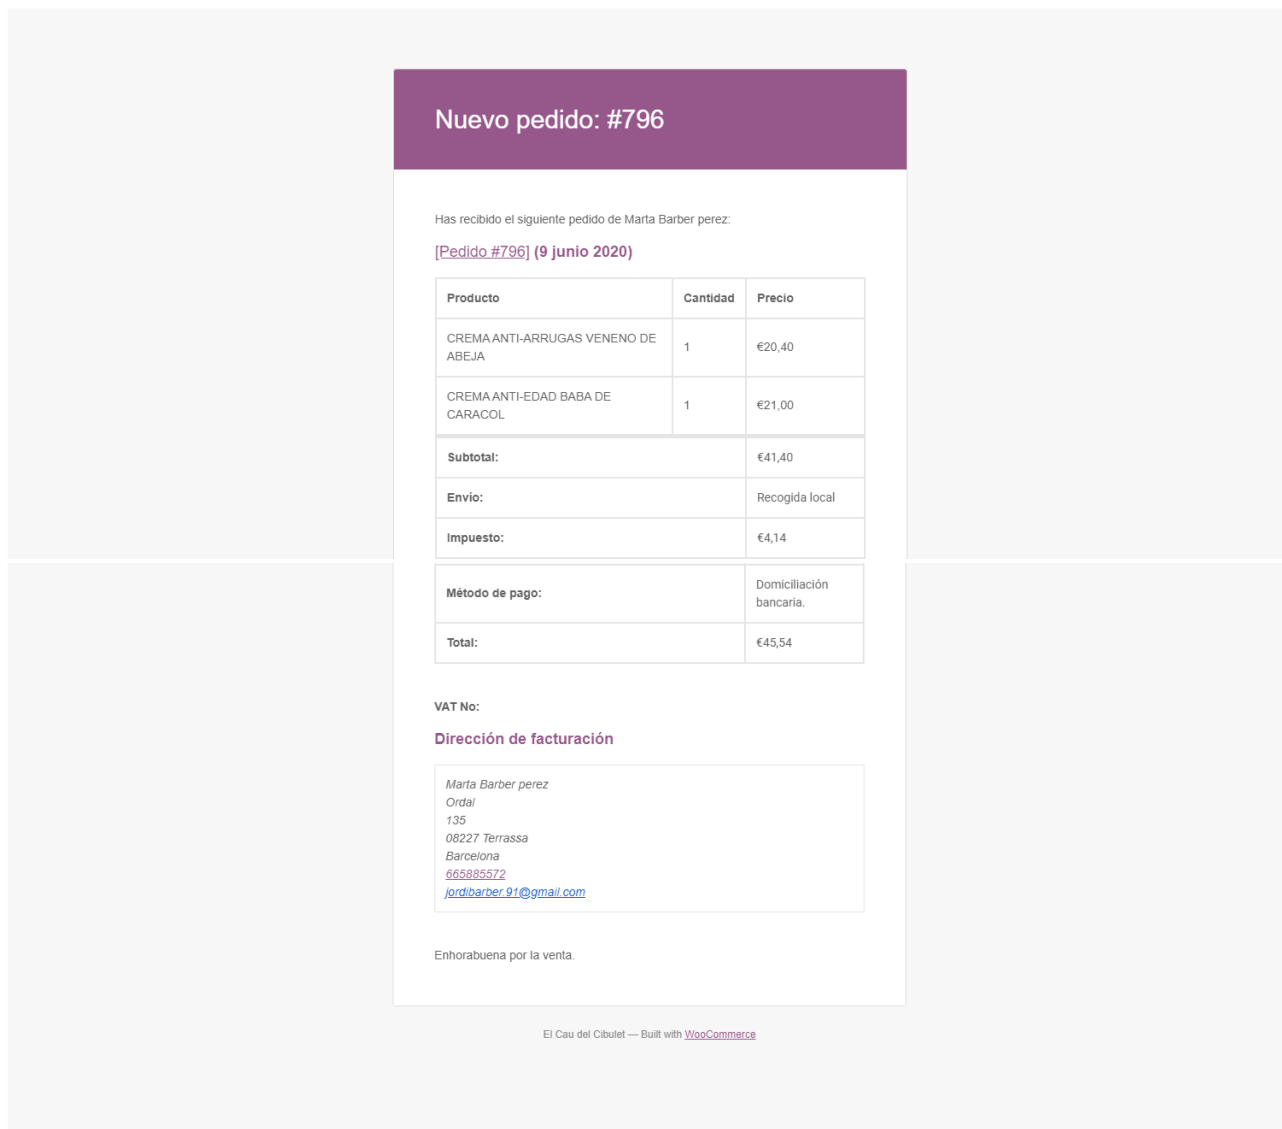 Nuevo pedido: #796
Has recibido el siguiente pedido de Marta Barber perez:
[Pedido #796] (9 junio 2020)
Producto Cantidad Precio
CREMA ANTI-ARRUGAS VENENO DE
ABEJA
1
€20,40
CREMA ANTI-EDAD BABA DE
CARACOL
1
€21,00
Subtotal: €41,40
Envío: Recogida local
Impuesto: €4,14
Método de pago:
Domiciliación
bancaria.
Total: €45,54
VAT No:
Dirección de facturación
Marta Barber perez
Ordal
135
08227 Terrassa
Barcelona
665885572
jordibarber.91@gmail.com
Enhorabuena por la venta.
El Cau del Cibulet — Built with WooCommerce